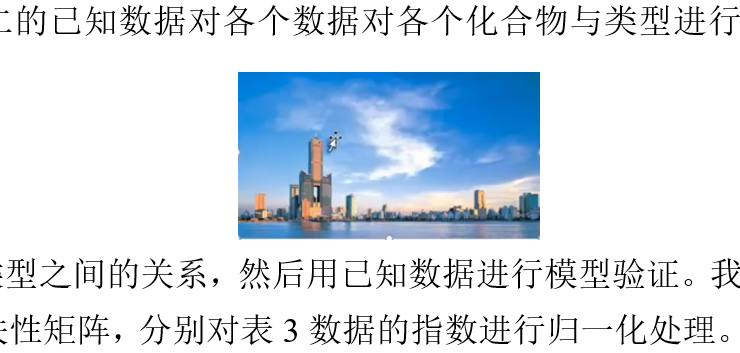 的已知数据对各个数据对各个化合物与类型进行
型之间的关系，然后用已知数据进行模型验证。我
性矩阵，分别对表 3 数据的指数进行归一化处理。